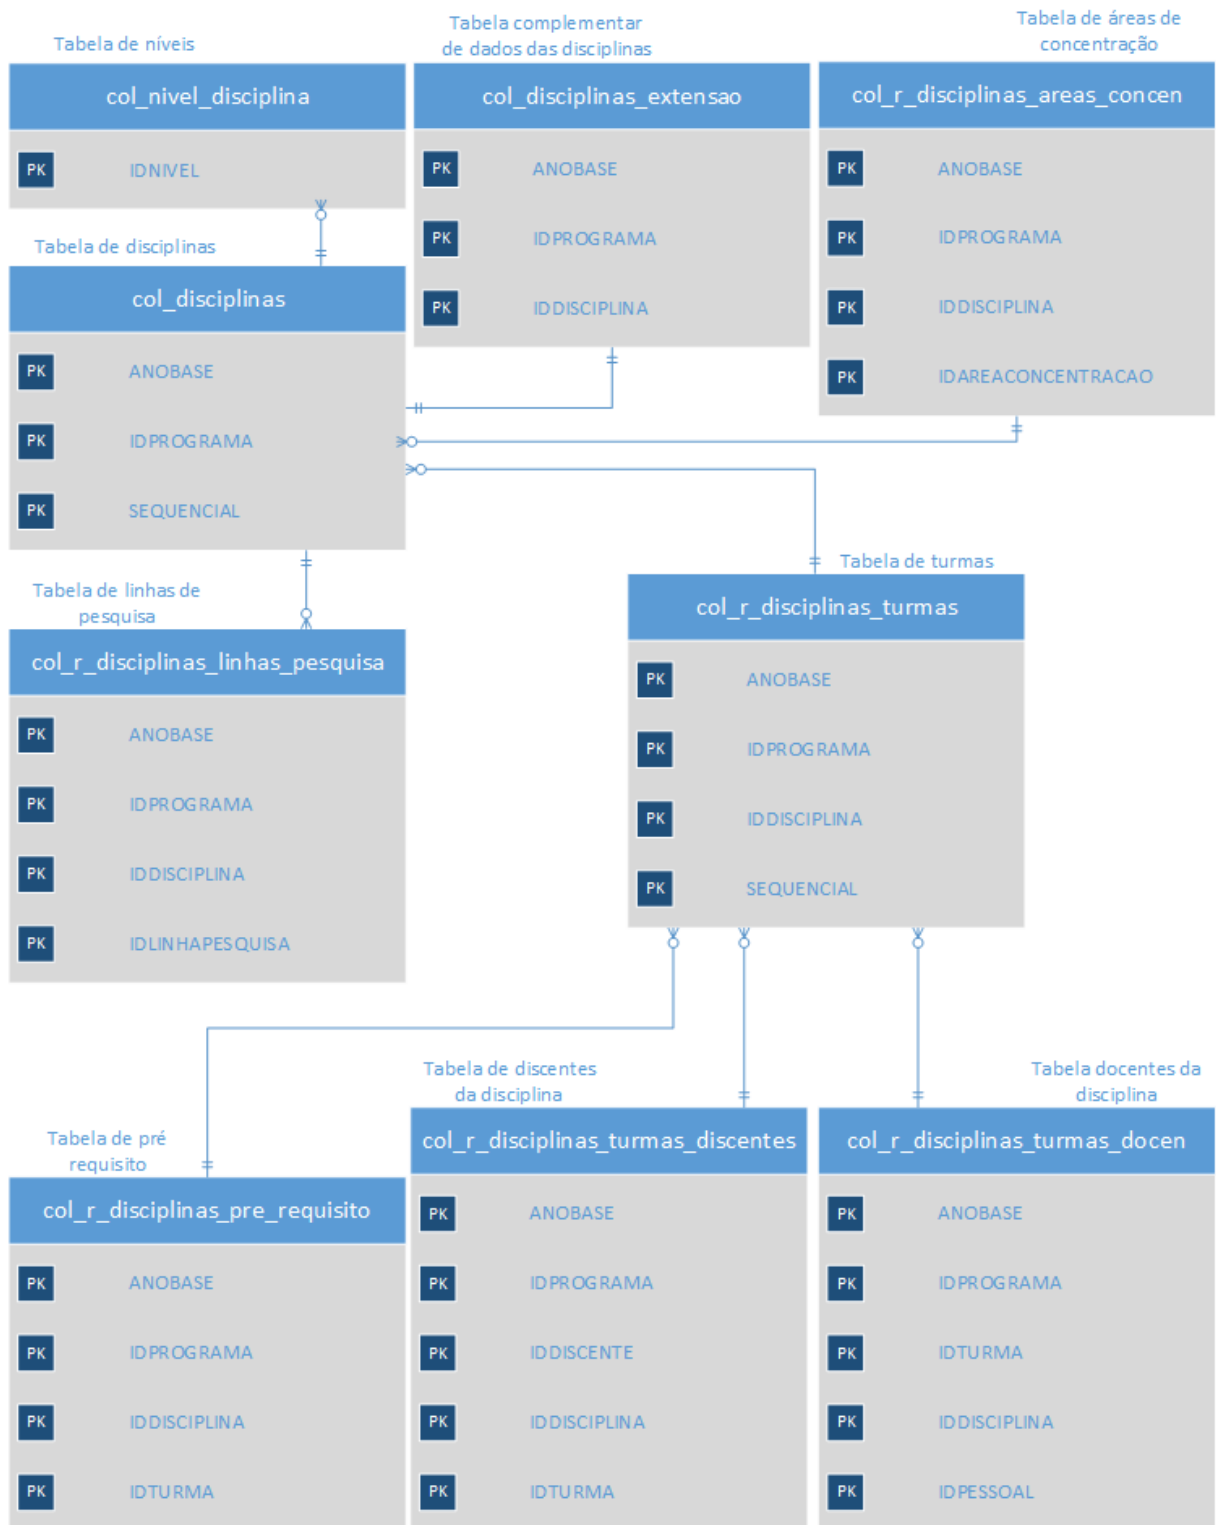 Tabela de níveis
col_nivel_disciplina
PK IDNIVEL
Tabela complementar
de dados das disciplinas
col_disciplinas_extensao
PK ANOBASE
PK IDPROGRAMA
PK IDDISCIPLINA
Tabela de áreas de
concentração
col_r_disciplinas_areas_concen
PK ANOBASE
PK IDPROGRAMA
PK IDDISCIPLINA
PK IDAREACONCENTRACAO
Tabela de disciplinas
col_disciplinas
PK ANOBASE
PK IDPROGRAMA
PK SEQUENCIAL
Tabela de linhas de
pesquisa
col_r_disciplinas_linhas_pesquisa
PK ANOBASE
PK IDPROGRAMA
PK IDDISCIPLINA
PK IDLINHAPESQUISA
Tabela de turmas
col_r_disciplinas_turmas
PK ANOBASE
PK IDPROGRAMA
PK IDDISCIPLINA
PK SEQUENCIAL
Tabela de pré
requisito
col_r_disciplinas_pre_requisito
PK ANOBASE
PK IDPROGRAMA
PK IDDISCIPLINA
PK IDTURMA
Tabela de discentes
da disciplina
col_r_disciplinas_turmas_discentes
PK ANOBASE
PK IDPROGRAMA
PK IDDISCENTE
PK IDDISCIPLINA
PK IDTURMA
Tabela docentes da
disciplina
col_r_disciplinas_turmas_docen
PK ANOBASE
PK IDPROGRAMA
PK IDTURMA
PK IDDISCIPLINA
PK IDPESSOAL